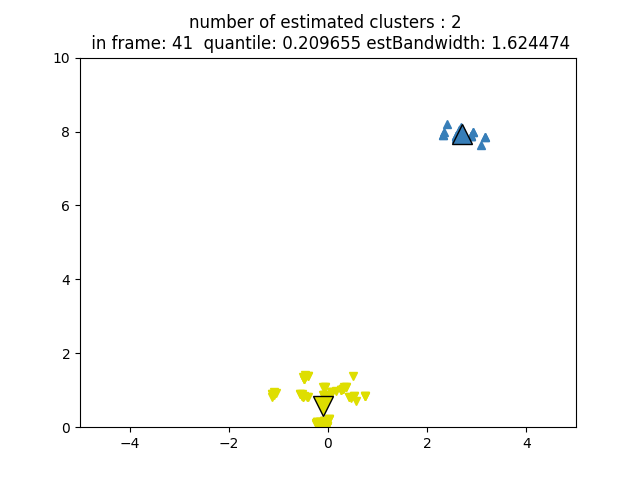 number of estimated clusters : 2
in frame: 41  quantile: 0.209655 estBandwidth: 1.624474
10
8
6
4
2
0
−4 −2 0 2 4